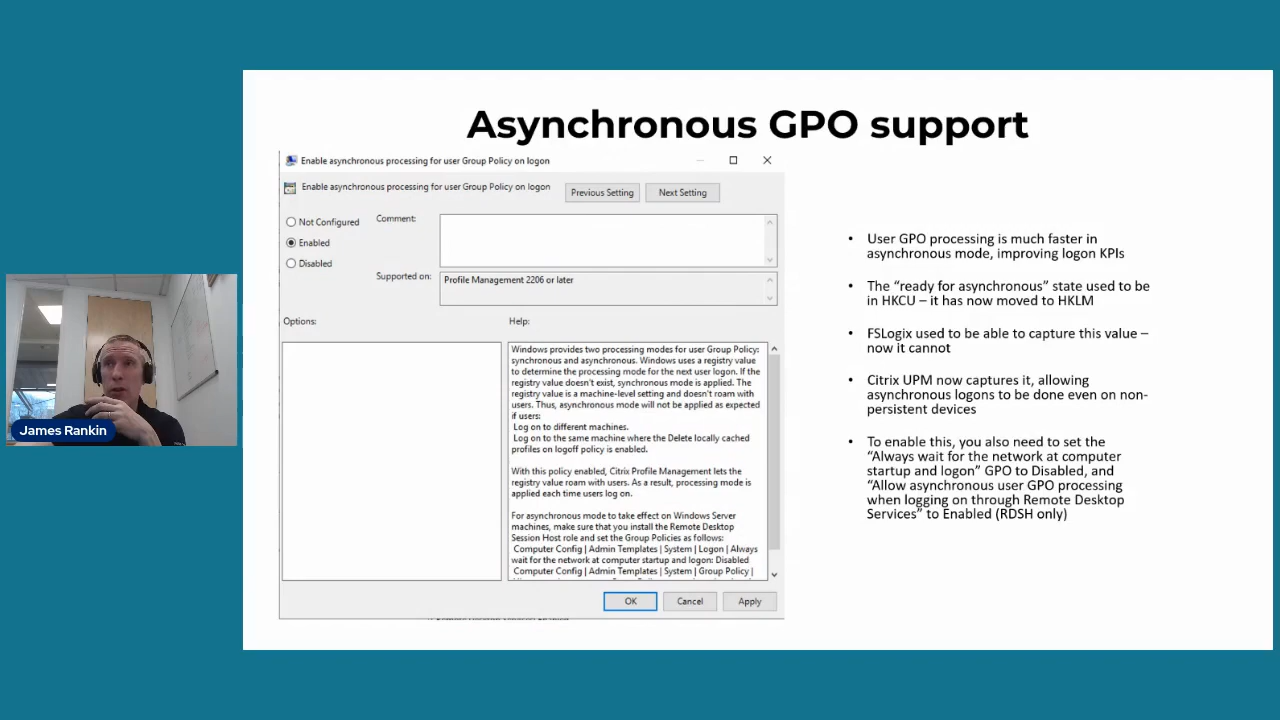 Asynchronous GPO support
Enable asynchronous processing for user Group Policy on logon
Enable asynchronous processing for user Group Policy on logon
Previous Setting
Next Setting
Not Configured
Enabled
Disabled
Comment:
Supported on:
Profile Management 2206 or later
Options:
Help:
Windows provides two processing modes for user Group Policy:
synchronous and asynchronous. Windows uses a registry value
to determine the processing mode for the next user logon. If the
registry value doesn't exist, synchronous mode is applied. The
registry value is a machine-level setting and doesn't roam with
users. Thus, asynchronous mode will not be applied as expected
if users:
Log on to different machines.
Log on to the same machine where the Delete locally cached
profiles on logoff policy is enabled.
With this policy enabled, Citrix Profile Management lets the
registry value roam with users. As a result, processing mode is
applied each time users log on.
For asynchronous mode to take effect on Windows Server
machines, make sure that you install the Remote Desktop
Session Host role and set the Group Policies as follows:
Computer Config | Admin Templates | System | Logon | Always
wait for the network at computer startup and logon: Disabled
Computer Config | Admin Templates | System | Group Policy |
OK
Cancel
Apply
• User GPO processing is much faster in
asynchronous mode, improving logon KPIs
• The “ready for asynchronous” state used to be
in HKCU – it has now moved to HKLM
• FSLogix used to be able to capture this value –
now it cannot
• Citrix UPM now captures it, allowing
asynchronous logons to be done even on non-
persistent devices
• To enable this, you also need to set the
“Always wait for the network at computer
startup and logon” GPO to Disabled, and
“Allow asynchronous user GPO processing
when logging on through Remote Desktop
Services” to Enabled (RDSH only)
James Rankin